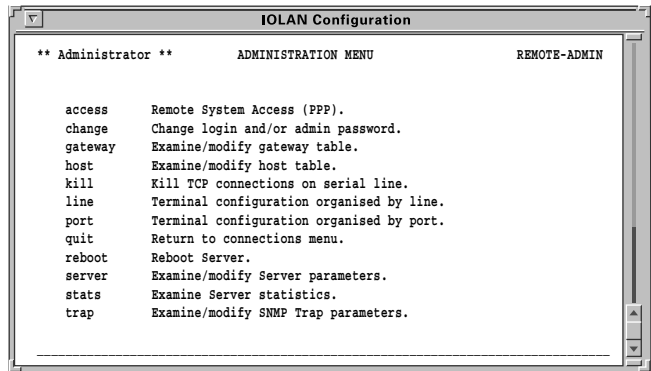 IOLAN Configuration
** Administrator ** ADMINISTRATION MENU REMOTE-ADMIN
access Remote System Access (PPP).
change Change login and/or admin password.
gateway Examine/modify gateway table.
host Examine/modify host table.
kill Kill TCP connections on serial line.
line Terminal configuration organised by line.
port Terminal configuration organised by port.
quit Return to connections menu.
reboot Reboot Server.
server Examine/modify Server parameters.
stats Examine Server statistics.
trap Examine/modify SNMP Trap parameters.